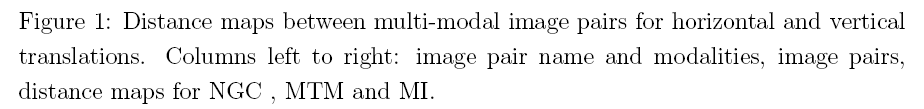 Figure 1: Distance maps between multi-modal image pairs for horizontal and vertical
translations. Columns left to right: image pair name and modalities, image pairs,
distance maps for NGC , MTM and MI.